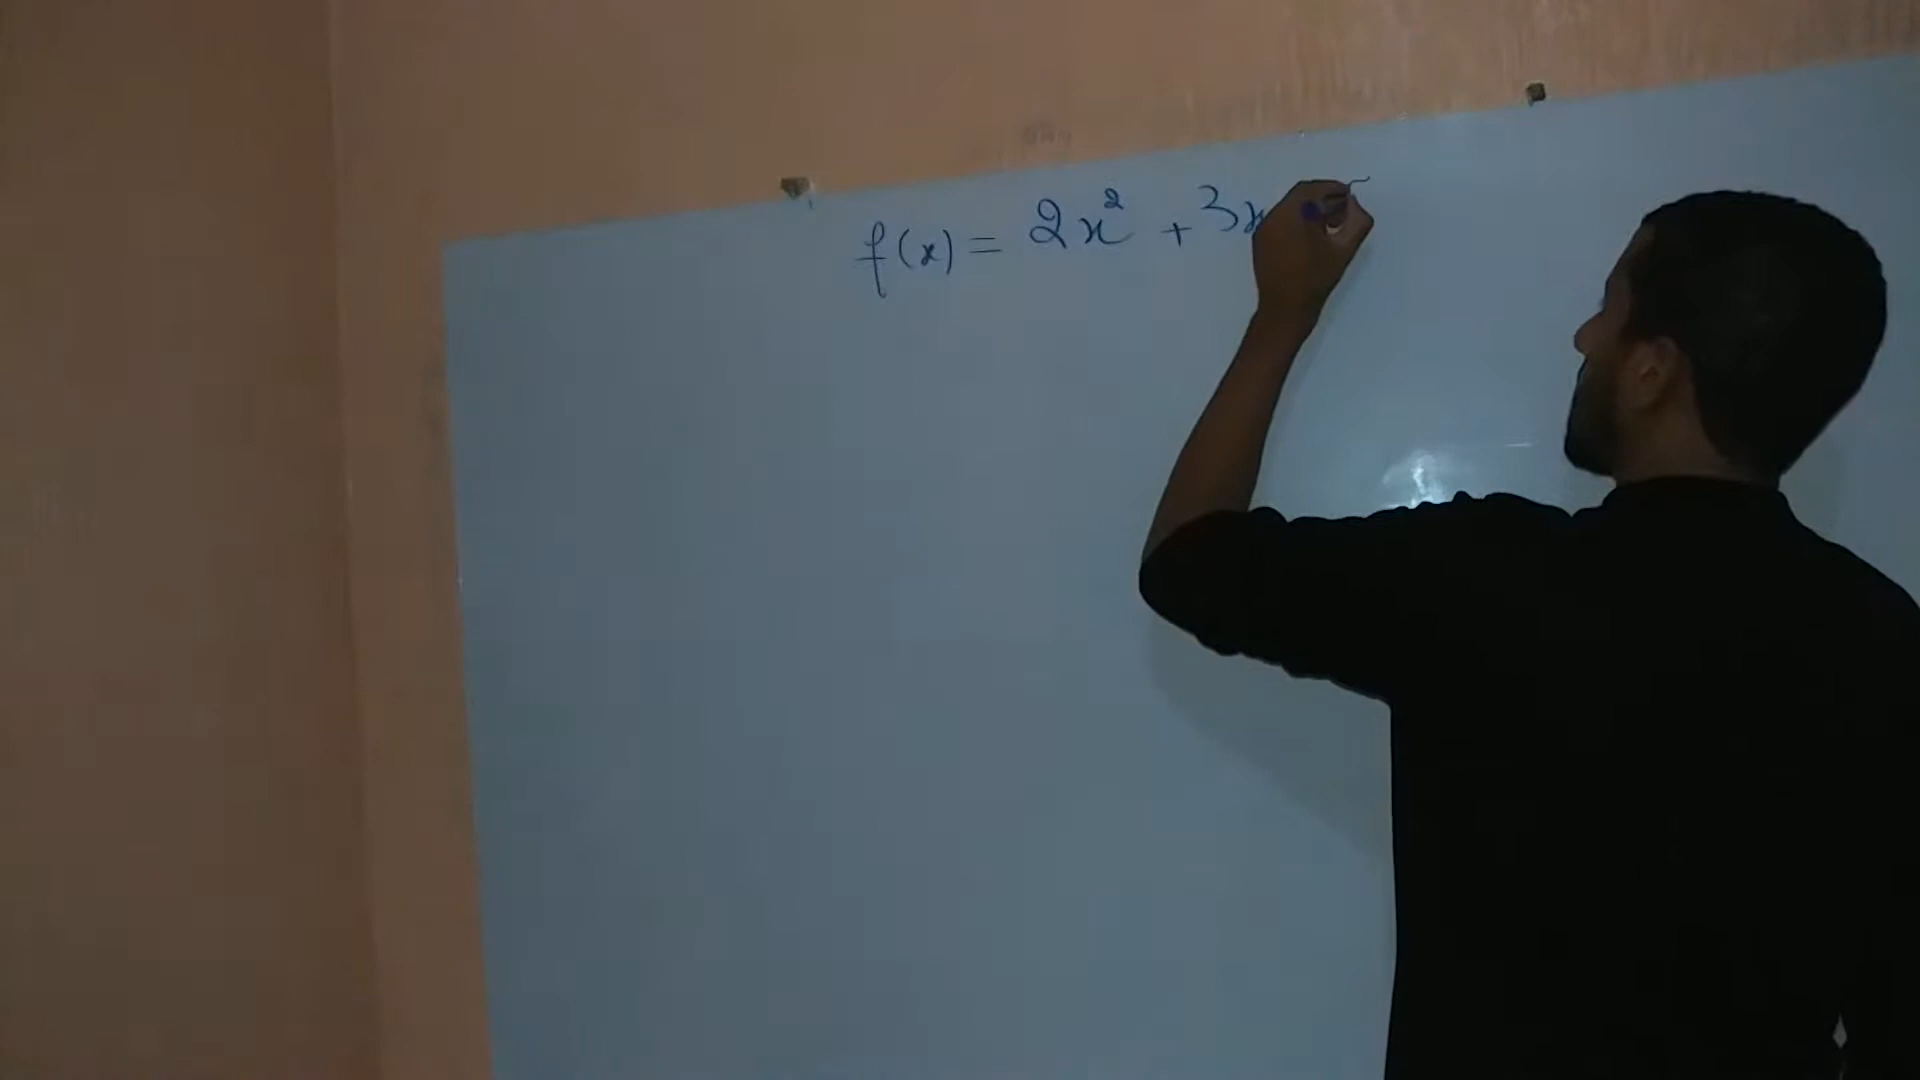 f(x) = 2x² + 3x